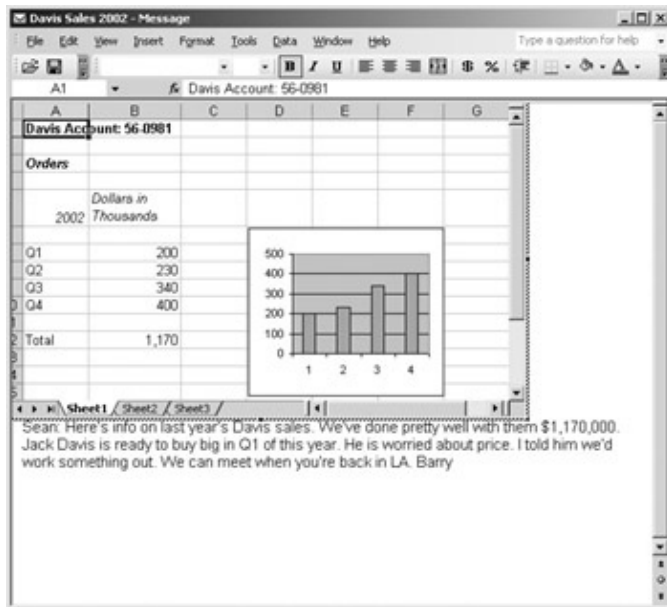 Davis Sales 2002 - Message
File Edit View Insert Format Tools Data Window Help Type a question for help
B I U $ %
A1 fx Davis Account: 56-0981
A B C D E F G
Davis Account: 56-0981
Orders
Dollars in
2002 Thousands
Q1 200
Q2 230
Q3 340
Q4 400
Total 1,170
500
400
300
200
100
0
1 2 3 4
Sheet1 Sheet2 Sheet3
Sean: Here's info on last year's Davis sales. We've done pretty well with them $1,170,000.
Jack Davis is ready to buy big in Q1 of this year. He is worried about price. I told him we'd
work something out. We can meet when you're back in LA. Barry